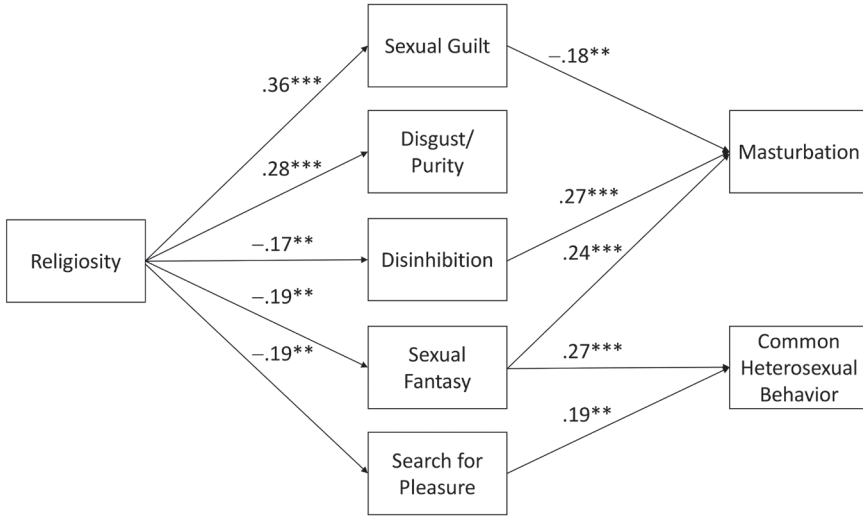 Sexual Guilt
−.18**
.36***
Disgust/
Purity
Masturbation
.28***
.27***
−.17**
Religiosity
Disinhibition
.24***
−.19**
Sexual
Fantasy
.27***
Common
Heterosexual
Behavior
−.19**
.19**
Search for
Pleasure